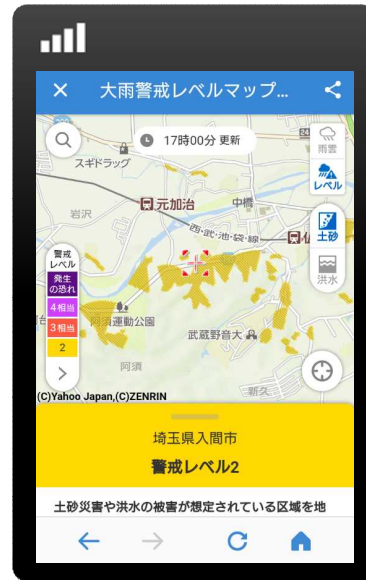 大雨警戒レベルマップ…
17時00分 更新
雨雲
レベル
土砂
洪水
スギドラッグ
24
元加治
中橋
岩沢
西・武・池・袋・線
仏
警戒
レベル
発生
の恐れ
4相当
3相当
2
阿須運動公園
武蔵野音大
阿須
新久
(C)Yahoo Japan,(C)ZENRIN
埼玉県入間市
警戒レベル2
土砂災害や洪水の被害が想定されている区域を地